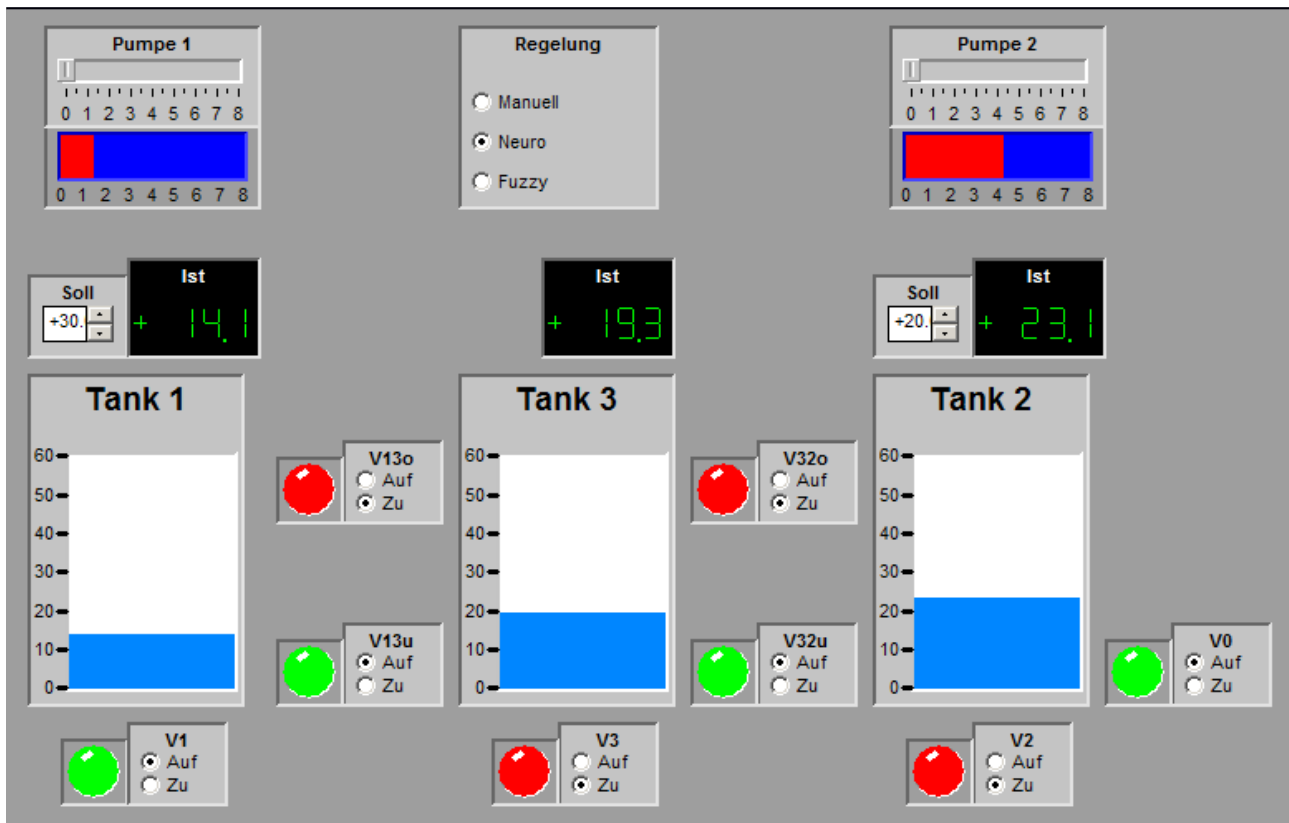 Pumpe 1
0 1 2 3 4 5 6 7 8
0 1 2 3 4 5 6 7 8
Regelung
Manuell
Neuro
Fuzzy
Pumpe 2
0 1 2 3 4 5 6 7 8
0 1 2 3 4 5 6 7 8
Soll
+30.
Ist
+ 14.1
Ist
+ 19.3
Soll
+20.
Ist
+ 23.1
Tank 1
60
50
40
30
20
10
0
V13o
Auf
Zu
V13u
Auf
Zu
Tank 3
60
50
40
30
20
10
0
V32o
Auf
Zu
V32u
Auf
Zu
Tank 2
60
50
40
30
20
10
0
V0
Auf
Zu
V1
Auf
Zu
V3
Auf
Zu
V2
Auf
Zu